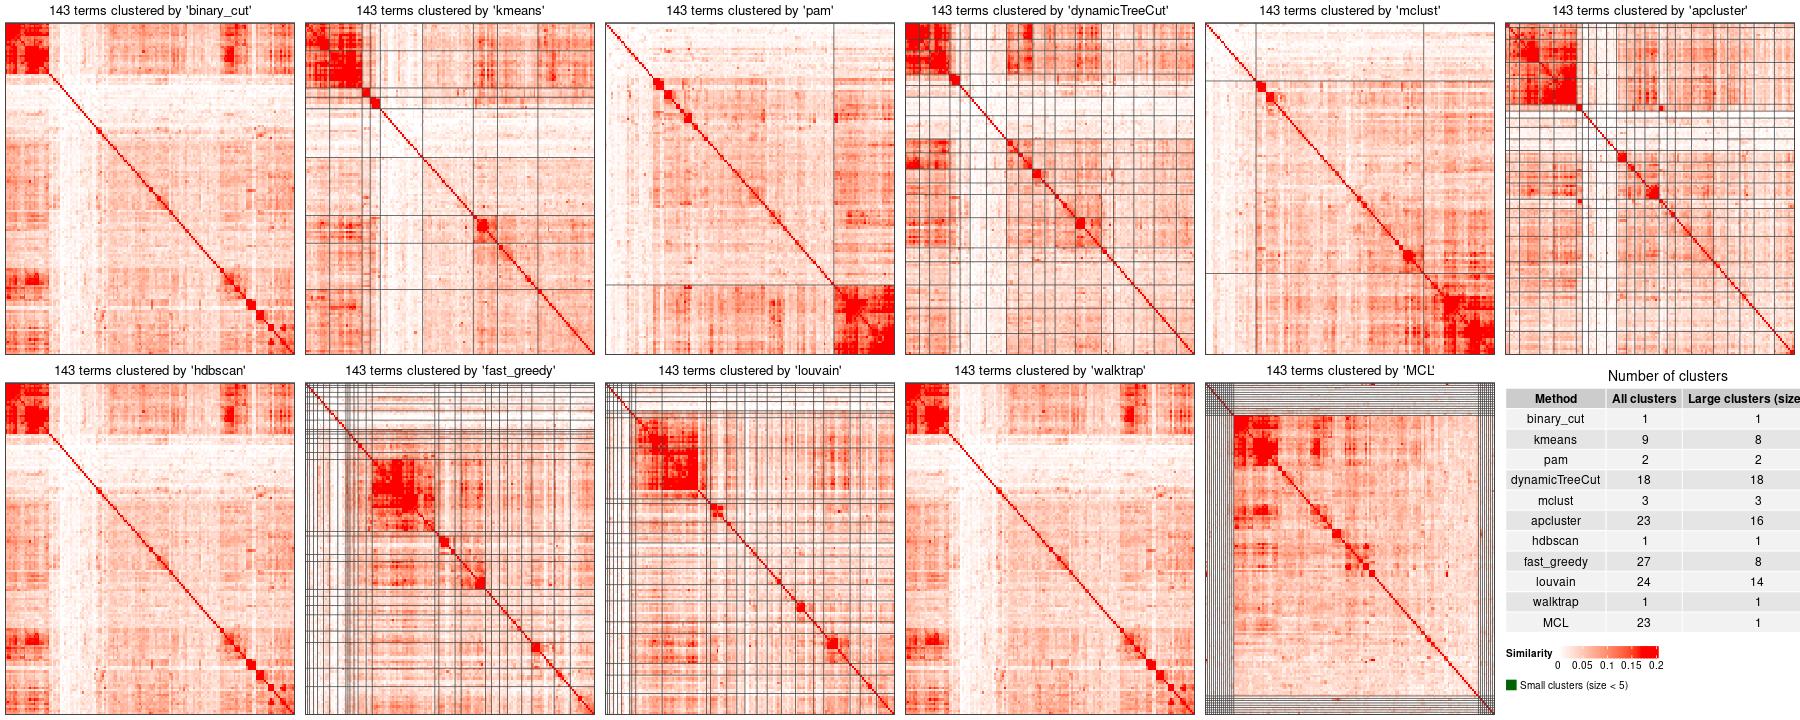 143 terms clustered by 'binary_cut'
143 terms clustered by 'kmeans'
143 terms clustered by 'pam'
143 terms clustered by 'dynamicTreeCut'
143 terms clustered by 'mclust'
143 terms clustered by 'apcluster'
143 terms clustered by 'hdbscan'
143 terms clustered by 'fast_greedy'
143 terms clustered by 'louvain'
143 terms clustered by 'walktrap'
143 terms clustered by 'MCL'
Number of clusters
Method All clusters Large clusters (size
binary_cut 1 1
kmeans 9 8
pam 2 2
dynamicTreeCut 18 18
mclust 3 3
apcluster 23 16
hdbscan 1 1
fast_greedy 27 8
louvain 24 14
walktrap 1 1
MCL 23 1
Similarity
0 0.05 0.1 0.15 0.2
Small clusters (size < 5)